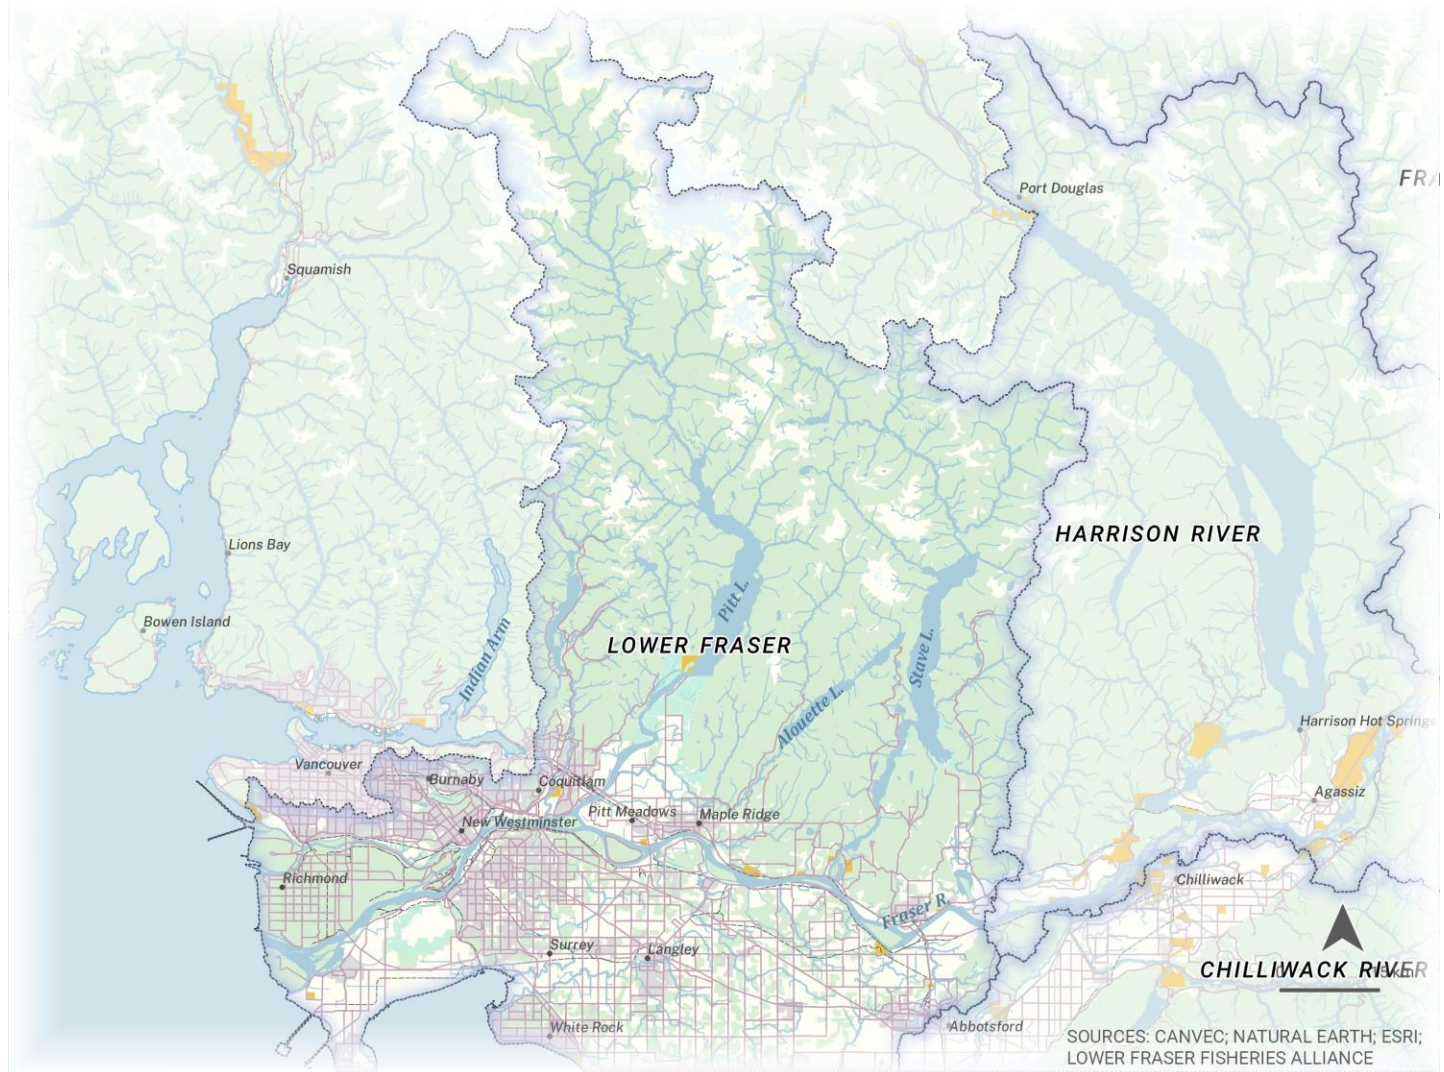 Port Douglas
FRA
Squamish
HARRISON RIVER
Lions Bay
Pitt L.
Bowen Island
LOWER FRASER
Indian Arm
Stave L.
Alouette L.
Harrison Hot Springs
Vancouver
Burnaby
Coquitlam
Agassiz
Pitt Meadows
Maple Ridge
New Westminster
Richmond
Chilliwack
Fraser R.
Surrey
Langley
CHILLIWACK RIVER
White Rock
Abbotsford
SOURCES: CANVEC; NATURAL EARTH; ESRI;
LOWER FRASER FISHERIES ALLIANCE